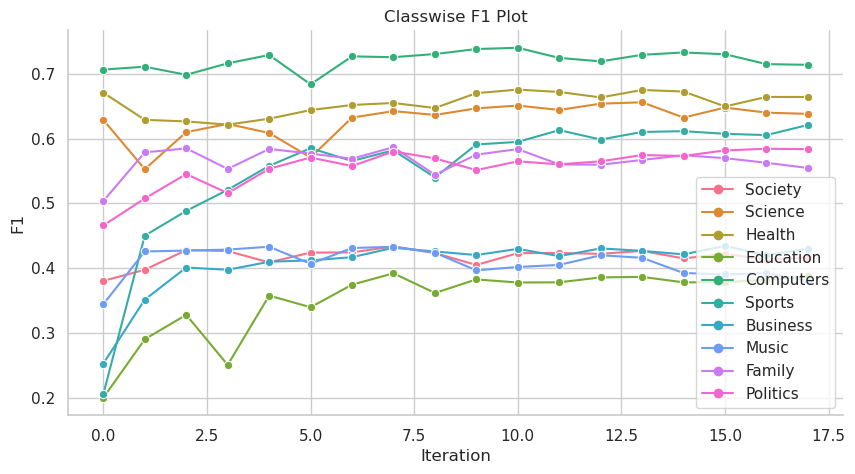 Classwise F1 Plot
F1
0.7
0.6
0.5
0.4
0.3
0.2
0.0
2.5
5.0
7.5
10.0
12.5
15.0
17.5
Iteration
Society
Science
Health
Education
Computers
Sports
Business
Music
Family
Politics